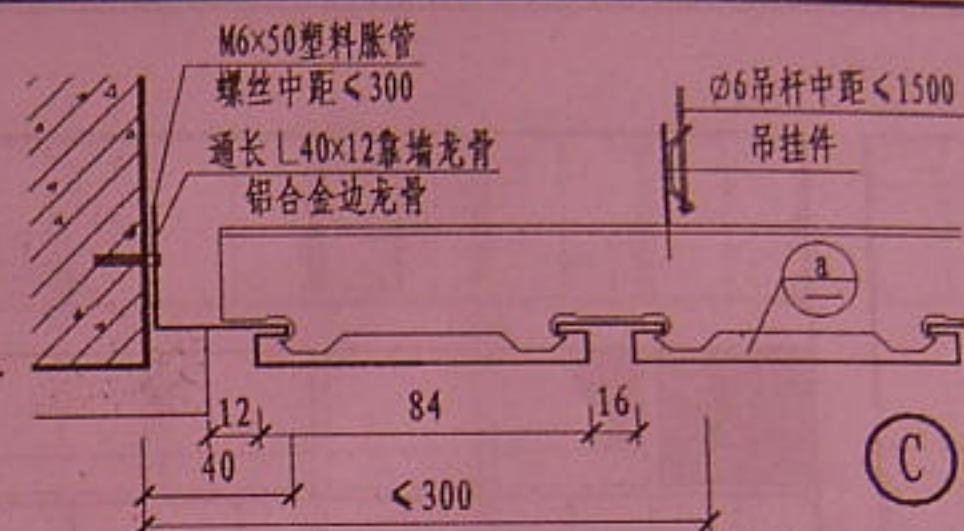 M6×50塑料胀管
螺丝中距<300
通长∟40×12靠墙龙骨
铝合金边龙骨
∅6吊杆中距<1500
吊挂件
a
12
84
16
40
<300
C